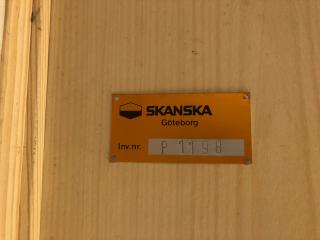 SKANSKA
Göteborg
Inv.nr. P 1198